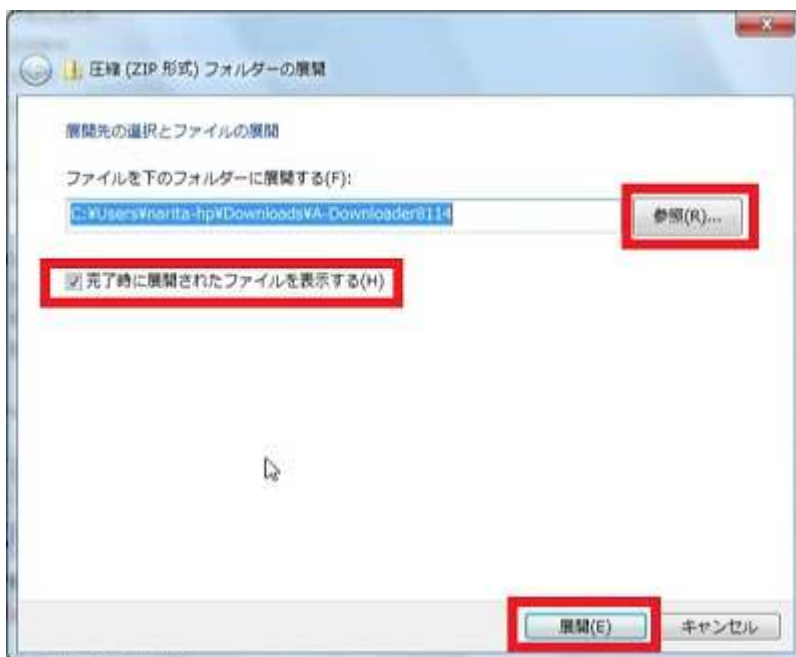 圧縮 (ZIP 形式) フォルダーの展開
展開先の選択とファイルの展開
ファイルを下のフォルダーに展開する(F):
C:¥Users¥narita-hp¥Downloads¥A-Downloader8114
参照(R)...
完了時に展開されたファイルを表示する(H)
展開(E)
キャンセル